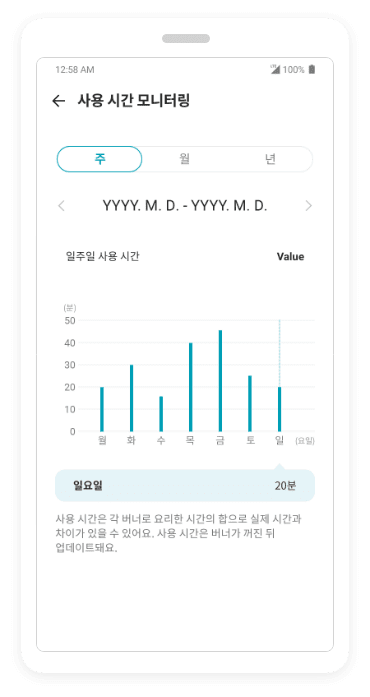 12:58 AM 100%
사용 시간 모니터링
주 월 년
YYYY. M. D. - YYYY. M. D.
일주일 사용 시간 Value
(분)
50
40
30
20
10
0
월 화 수 목 금 토 일 (요일)
일요일 20분
사용 시간은 각 버너로 요리한 시간의 합으로 실제 시간과
차이가 있을 수 있어요. 사용 시간은 버너가 꺼진 뒤
업데이트돼요.